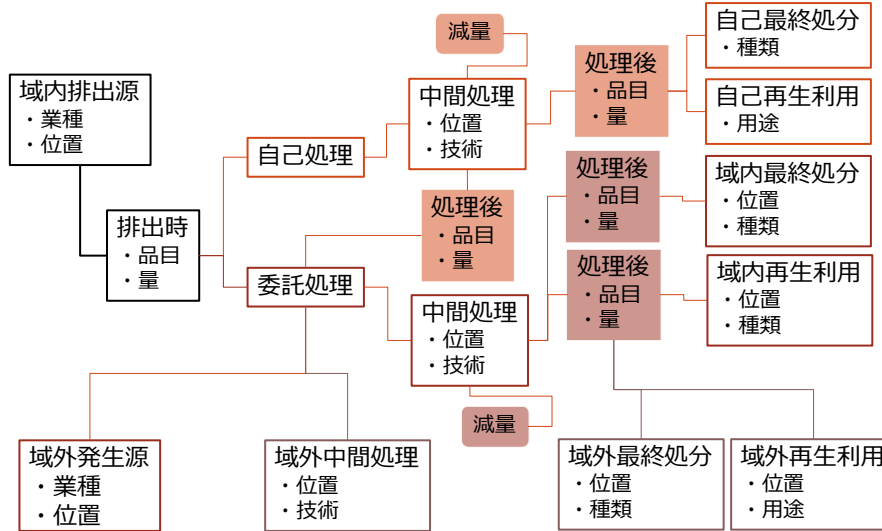 減量
自己最終処分
・種類
域内排出源
・業種
・位置
中間処理
・位置
・技術
処理後
・品目
・量
自己再生利用
・用途
自己処理
処理後
・品目
・量
域内最終処分
・位置
・種類
排出時
・品目
・量
処理後
・品目
・量
処理後
・品目
・量
域内再生利用
・位置
・種類
委託処理
中間処理
・位置
・技術
減量
域外発生源
・業種
・位置
域外中間処理
・位置
・技術
域外最終処分
・位置
・種類
域外再生利用
・位置
・用途